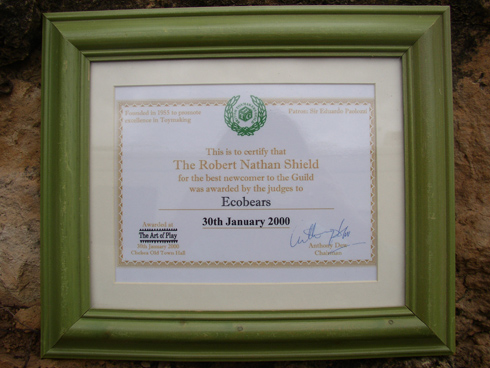 Founded in 1955 to promote
excellence in Toymaking
Patron: Sir Eduardo Paolozzi
This is to certify that
The Robert Nathan Shield
for the best newcomer to the Guild
was awarded by the judges to
Ecobears
30th January 2000
Awarded at
The Art of Play
30th January 2000
Chelsea Old Town Hall
Anthony Dew
Chairman